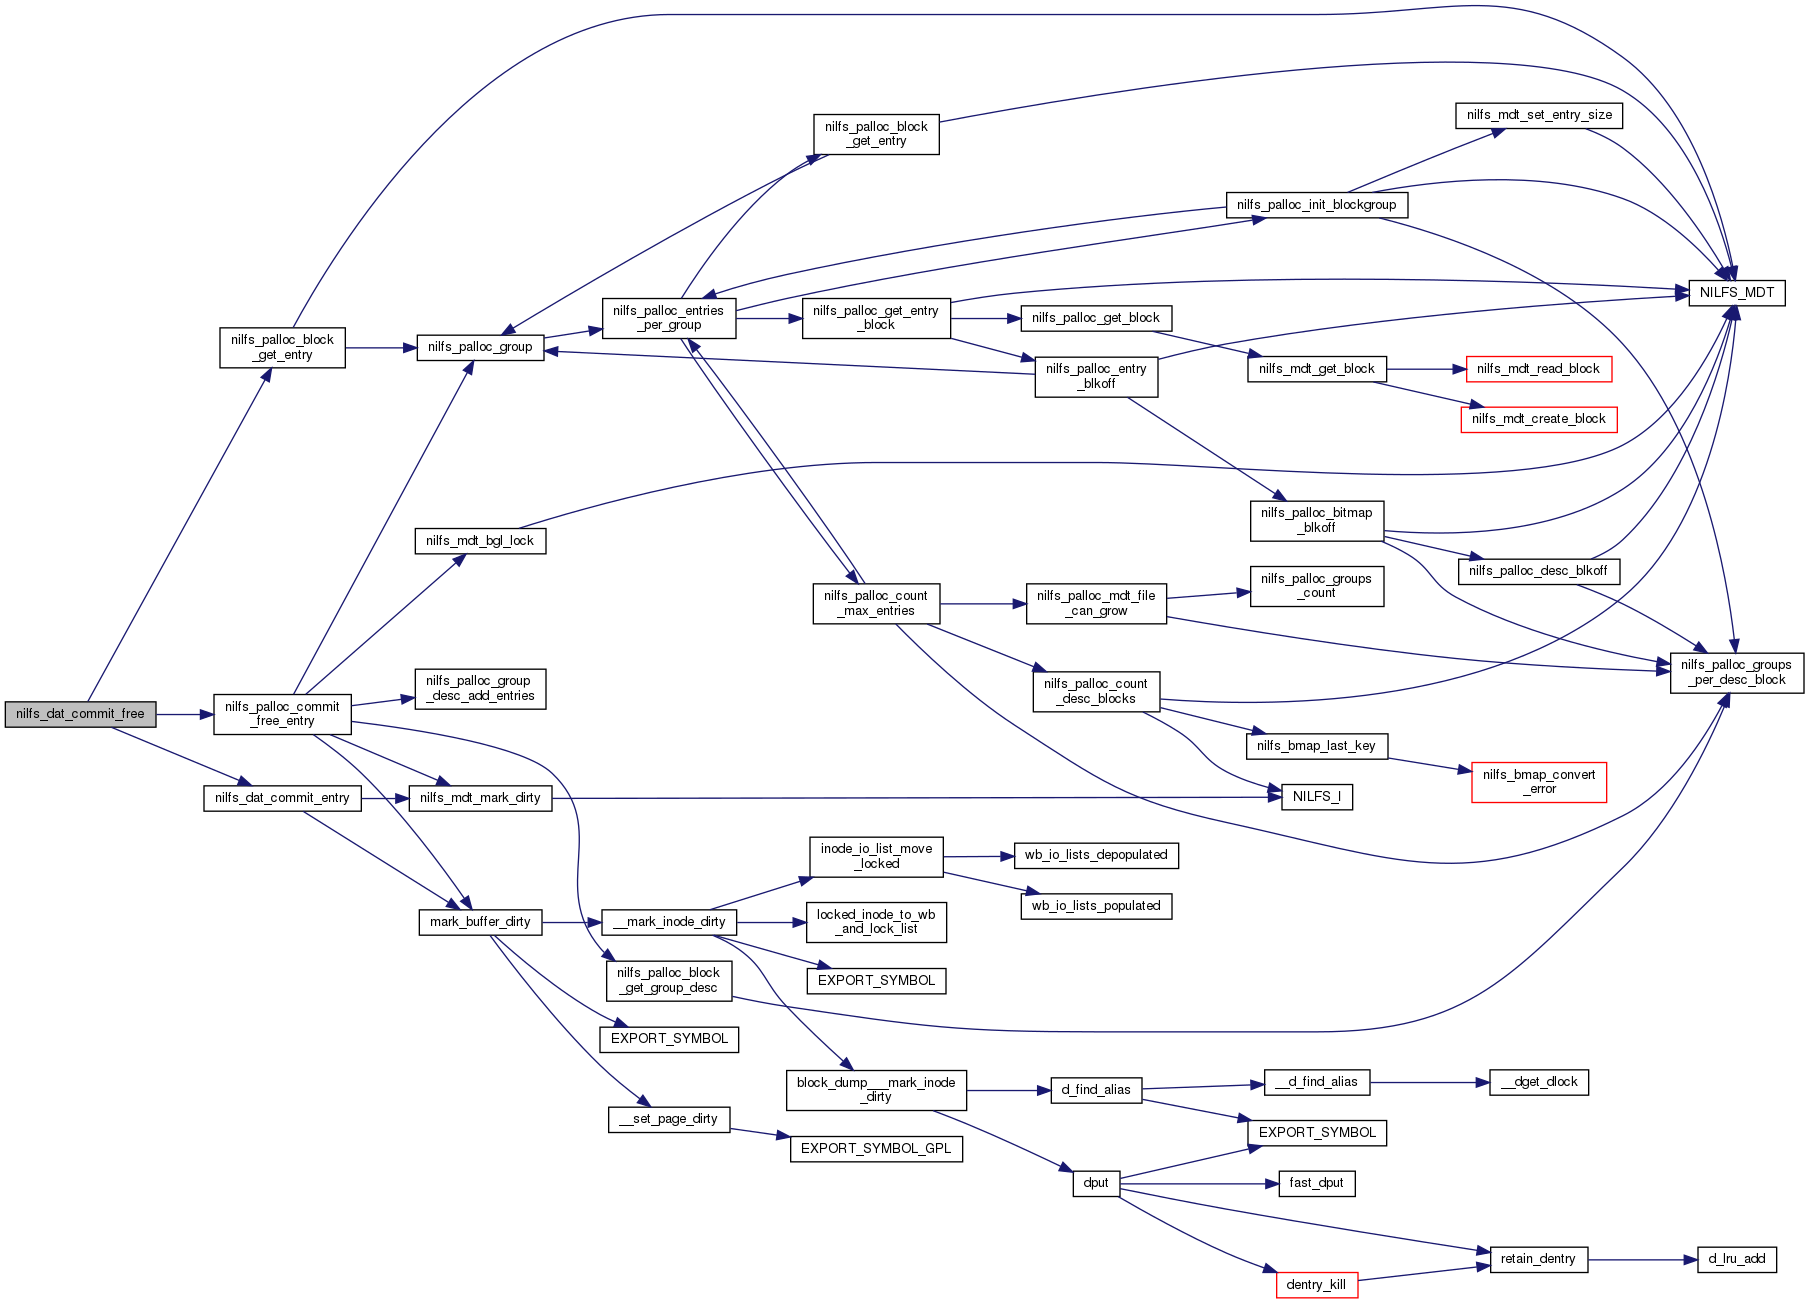 nilfs_palloc_block
_get_entry
nilfs_mdt_set_entry_size
nilfs_palloc_init_blockgroup
NILFS_MDT
nilfs_palloc_entries
_per_group
nilfs_palloc_get_entry
_block
nilfs_palloc_get_block
nilfs_palloc_block
_get_entry
nilfs_palloc_group
nilfs_palloc_entry
_blkoff
nilfs_mdt_get_block
nilfs_mdt_read_block
nilfs_mdt_create_block
nilfs_palloc_bitmap
_blkoff
nilfs_mdt_bgl_lock
nilfs_palloc_desc_blkoff
nilfs_palloc_groups
_count
nilfs_palloc_count
_max_entries
nilfs_palloc_mdt_file
_can_grow
nilfs_palloc_groups
_per_desc_block
nilfs_palloc_group
_desc_add_entries
nilfs_palloc_count
_desc_blocks
nilfs_dat_commit_free
nilfs_palloc_commit
_free_entry
nilfs_bmap_last_key
nilfs_bmap_convert
_error
nilfs_dat_commit_entry
nilfs_mdt_mark_dirty
NILFS_I
inode_io_list_move
_locked
wb_io_lists_depopulated
wb_io_lists_populated
mark_buffer_dirty
__mark_inode_dirty
locked_inode_to_wb
_and_lock_list
nilfs_palloc_block
_get_group_desc
EXPORT_SYMBOL
EXPORT_SYMBOL
block_dump___mark_inode
_dirty
d_find_alias
__d_find_alias
__dget_dlock
__set_page_dirty
EXPORT_SYMBOL
EXPORT_SYMBOL_GPL
dput
fast_dput
retain_dentry
d_lru_add
dentry_kill